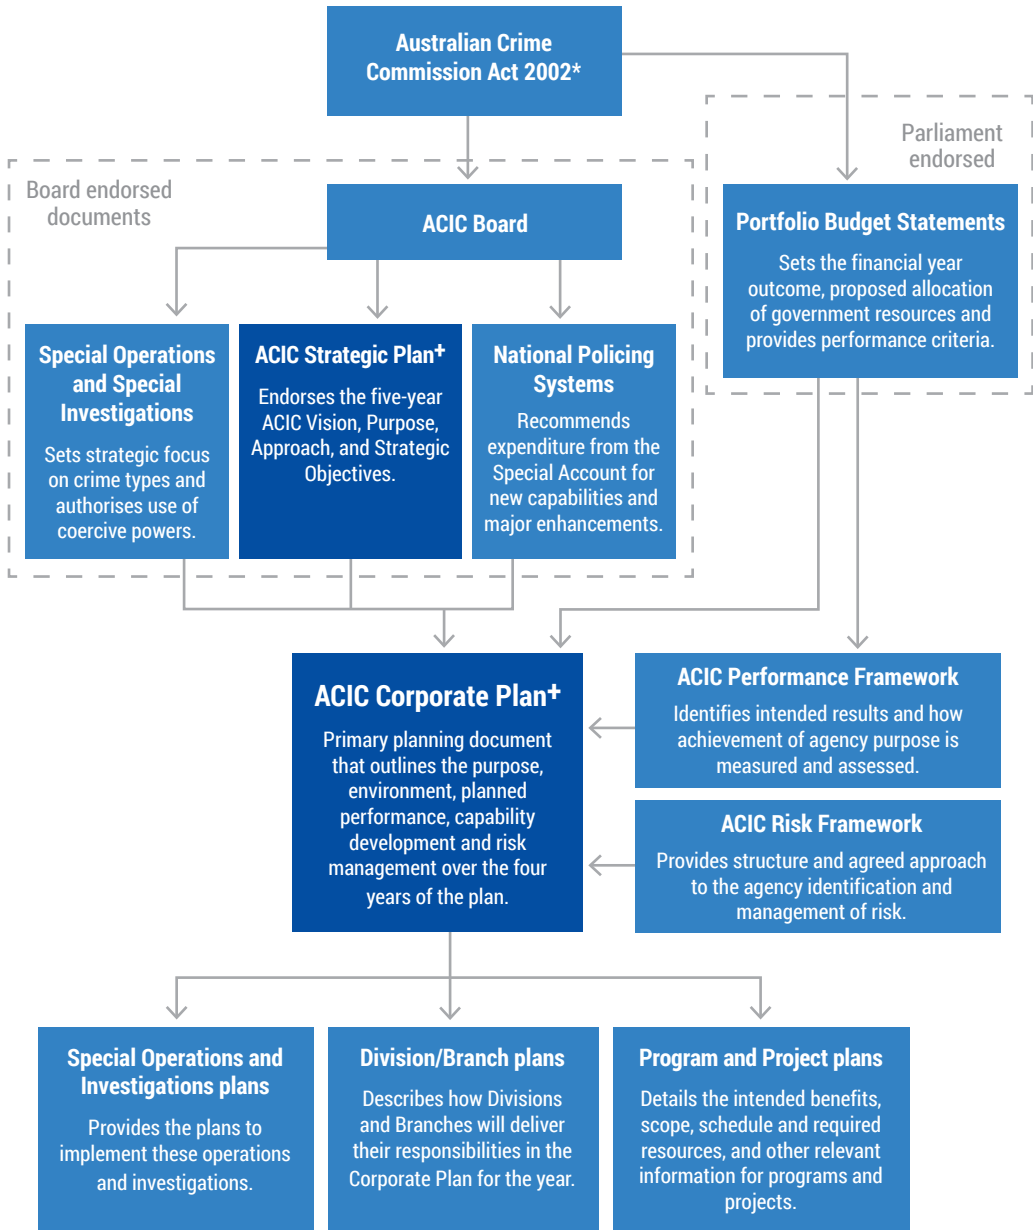 Australian Crime
Commission Act 2002*
Parliament
endorsed
Board endorsed
documents
ACIC Board
Portfolio Budget Statements
Sets the financial year
outcome, proposed allocation
of government resources and
provides performance criteria.
Special Operations
and Special
Investigations
Sets strategic focus
on crime types and
authorises use of
coercive powers.
ACIC Strategic Plan+
Endorses the five-year
ACIC Vision, Purpose,
Approach, and Strategic
Objectives.
National Policing
Systems
Recommends
expenditure from the
Special Account for
new capabilities and
major enhancements.
ACIC Corporate Plan+
Primary planning document
that outlines the purpose,
environment, planned
performance, capability
development and risk
management over the four
years of the plan.
ACIC Performance Framework
Identifies intended results and how
achievement of agency purpose is
measured and assessed.
ACIC Risk Framework
Provides structure and agreed approach
to the agency identification and
management of risk.
Special Operations and
Investigations plans
Provides the plans to
implement these operations
and investigations.
Division/Branch plans
Describes how Divisions
and Branches will deliver
their responsibilities in the
Corporate Plan for the year.
Program and Project plans
Details the intended benefits,
scope, schedule and required
resources, and other relevant
information for programs and
projects.